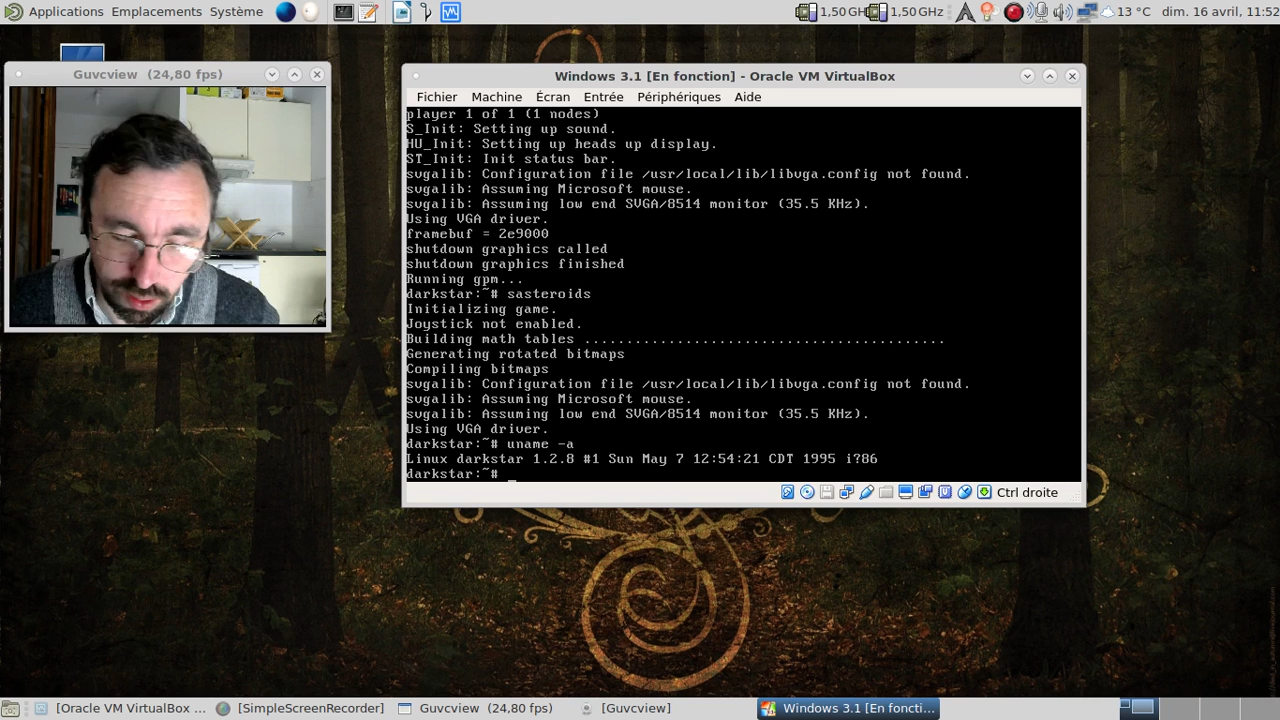 Applications Emplacements Système
1,50 GHz 1,50 GHz 13 °C dim. 16 avril, 11:52
Guvcview (24,80 fps)
Windows 3.1 [En fonction] - Oracle VM VirtualBox
Fichier Machine Écran Entrée Périphériques Aide
player 1 of 1 (1 nodes)
S_Init: Setting up sound.
HU_Init: Setting up heads up display.
ST_Init: Init status bar.
svgalib: Configuration file /usr/local/lib/libvga.config not found.
svgalib: Assuming Microsoft mouse.
svgalib: Assuming low end SVGA/8514 monitor (35.5 KHz).
Using VGA driver.
framebuf = 2e9000
shutdown graphics called
shutdown graphics finished
Running gpm...
darkstar:~# sasteroids
Initializing game.
Joystick not enabled.
Building math tables ...........................................
Generating rotated bitmaps
Compiling bitmaps
svgalib: Configuration file /usr/local/lib/libvga.config not found.
svgalib: Assuming Microsoft mouse.
svgalib: Assuming low end SVGA/8514 monitor (35.5 KHz).
Using VGA driver.
darkstar:~# uname -a
Linux darkstar 1.2.8 #1 Sun May 7 12:54:21 CDT 1995 i?86
darkstar:~# _
Ctrl droite
[Oracle VM VirtualBox ... [SimpleScreenRecorder] Guvcview (24,80 fps) [Guvcview] Windows 3.1 [En foncti...